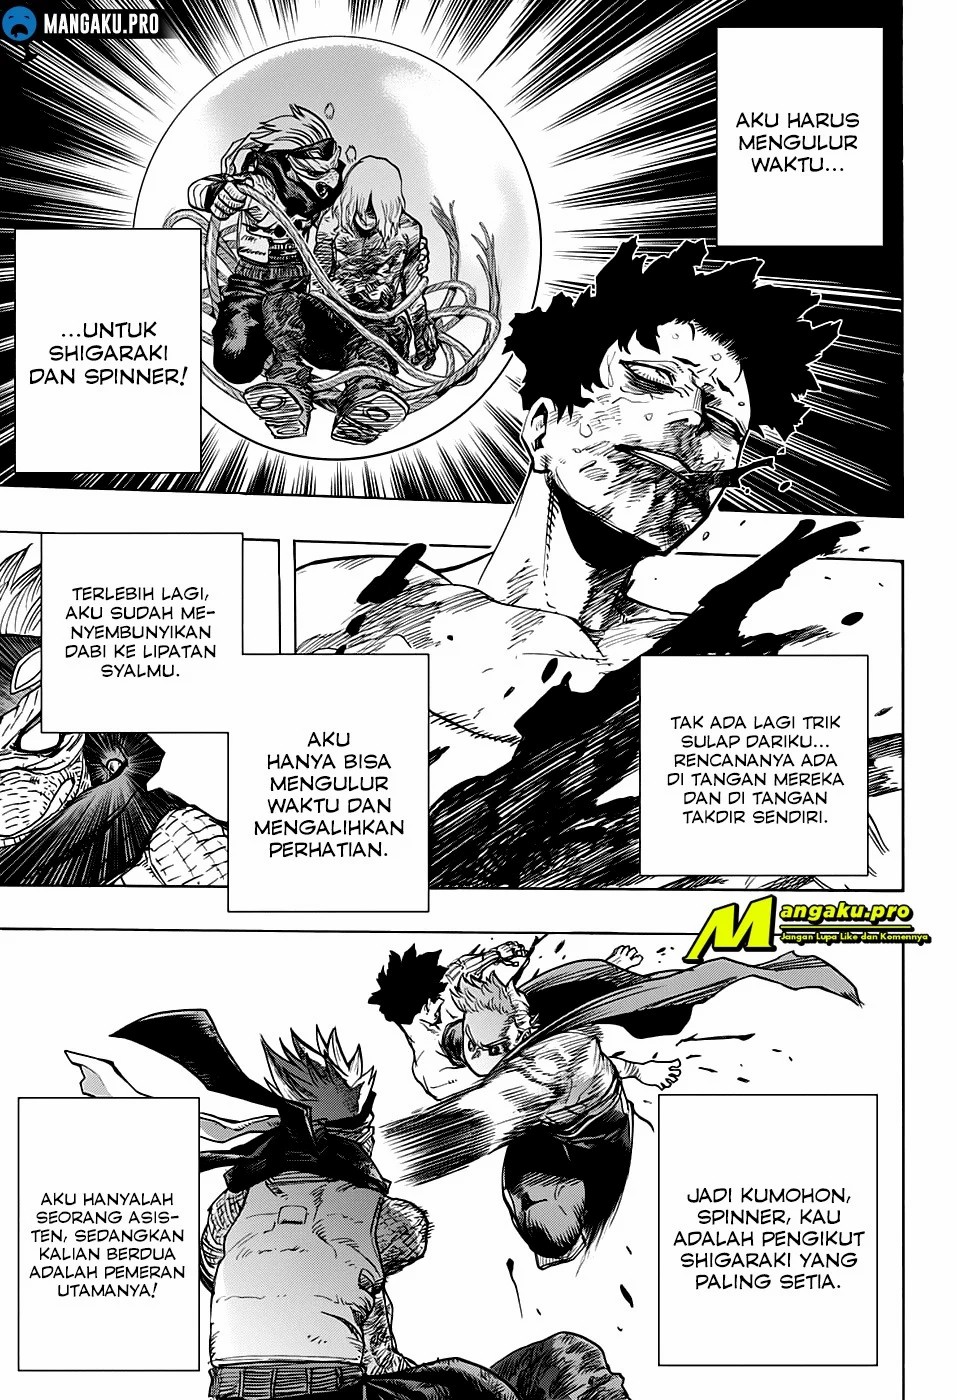 MANGAKU.PRO
AKU HARUS
MENGULUR
WAKTU...
...UNTUK
SHIGARAKI
DAN SPINNER!
TAK ADA LAGI TRIK
SULAP DARIKU...
RENCANANYA ADA
DI TANGAN MEREKA
DAN DI TANGAN
TAKDIR SENDIRI.
AKU
HANYA BISA
MENGULUR
WAKTU DAN
MENGALIHKAN
PERHATIAN.
TERLEBIH LAGI,
AKU SUDAH ME-
NYEMBUNYIKAN
DABI KE LIPATAN
SYALMU.
Mangaku.pro
Jangan Lupa Like dan Komennya
JADI KUMOHON,
SPINNER, KAU
ADALAH PENGIKUT
SHIGARAKI YANG
PALING SETIA.
AKU HANYALAH
SEORANG ASIS-
TEN, SEDANGKAN
KALIAN BERDUA
ADALAH PEMERAN
UTAMANYA!